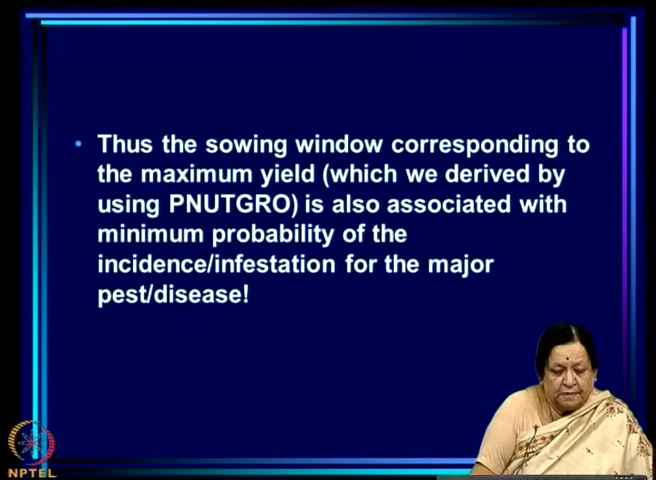 Thus the sowing window corresponding to
the maximum yield (which we derived by
using PNUTGRO) is also associated with
minimum probability of the
incidence/infestation for the major
pest/disease!
NPTEL